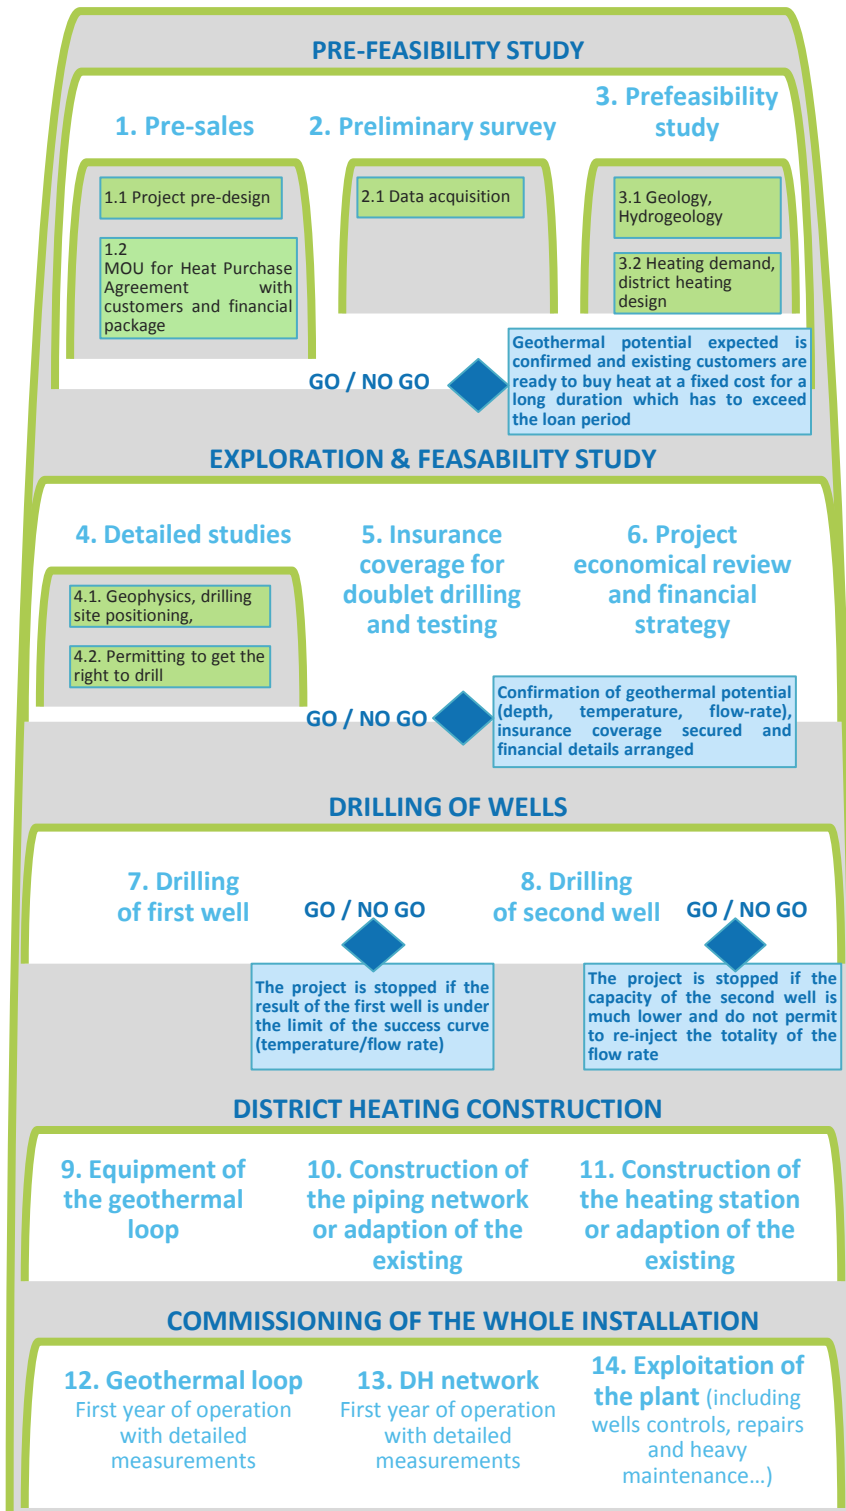 PRE-FEASIBILITY STUDY
1. Pre-sales
2. Preliminary survey
3. Prefeasibility
study
1.1 Project pre-design
1.2
MOU for Heat Purchase
Agreement with
customers and financial
package
2.1 Data acquisition
3.1 Geology,
Hydrogeology
3.2 Heating demand,
district heating
design
GO / NO GO
Geothermal potential expected is
confirmed and existing customers are
ready to buy heat at a fixed cost for a
long duration which has to exceed
the loan period
EXPLORATION & FEASABILITY STUDY
4. Detailed studies
5. Insurance
coverage for
doublet drilling
and testing
6. Project
economical review
and financial
strategy
4.1. Geophysics, drilling
site positioning,
4.2. Permitting to get the
right to drill
GO / NO GO
Confirmation of geothermal potential
(depth, temperature, flow-rate),
insurance coverage secured and
financial details arranged
DRILLING OF WELLS
7. Drilling
of first well
GO / NO GO
8. Drilling
of second well
GO / NO GO
The project is stopped if the
result of the first well is under
the limit of the success curve
(temperature/flow rate)
The project is stopped if the
capacity of the second well is
much lower and do not permit
to re-inject the totality of the
flow rate
DISTRICT HEATING CONSTRUCTION
9. Equipment of
the geothermal
loop
10. Construction of
the piping network
or adaption of the
existing
11. Construction of
the heating station
or adaption of the
existing
COMMISSIONING OF THE WHOLE INSTALLATION
12. Geothermal loop
First year of operation
with detailed
measurements
13. DH network
First year of operation
with detailed
measurements
14. Exploitation of
the plant (including
wells controls, repairs
and heavy
maintenance...)